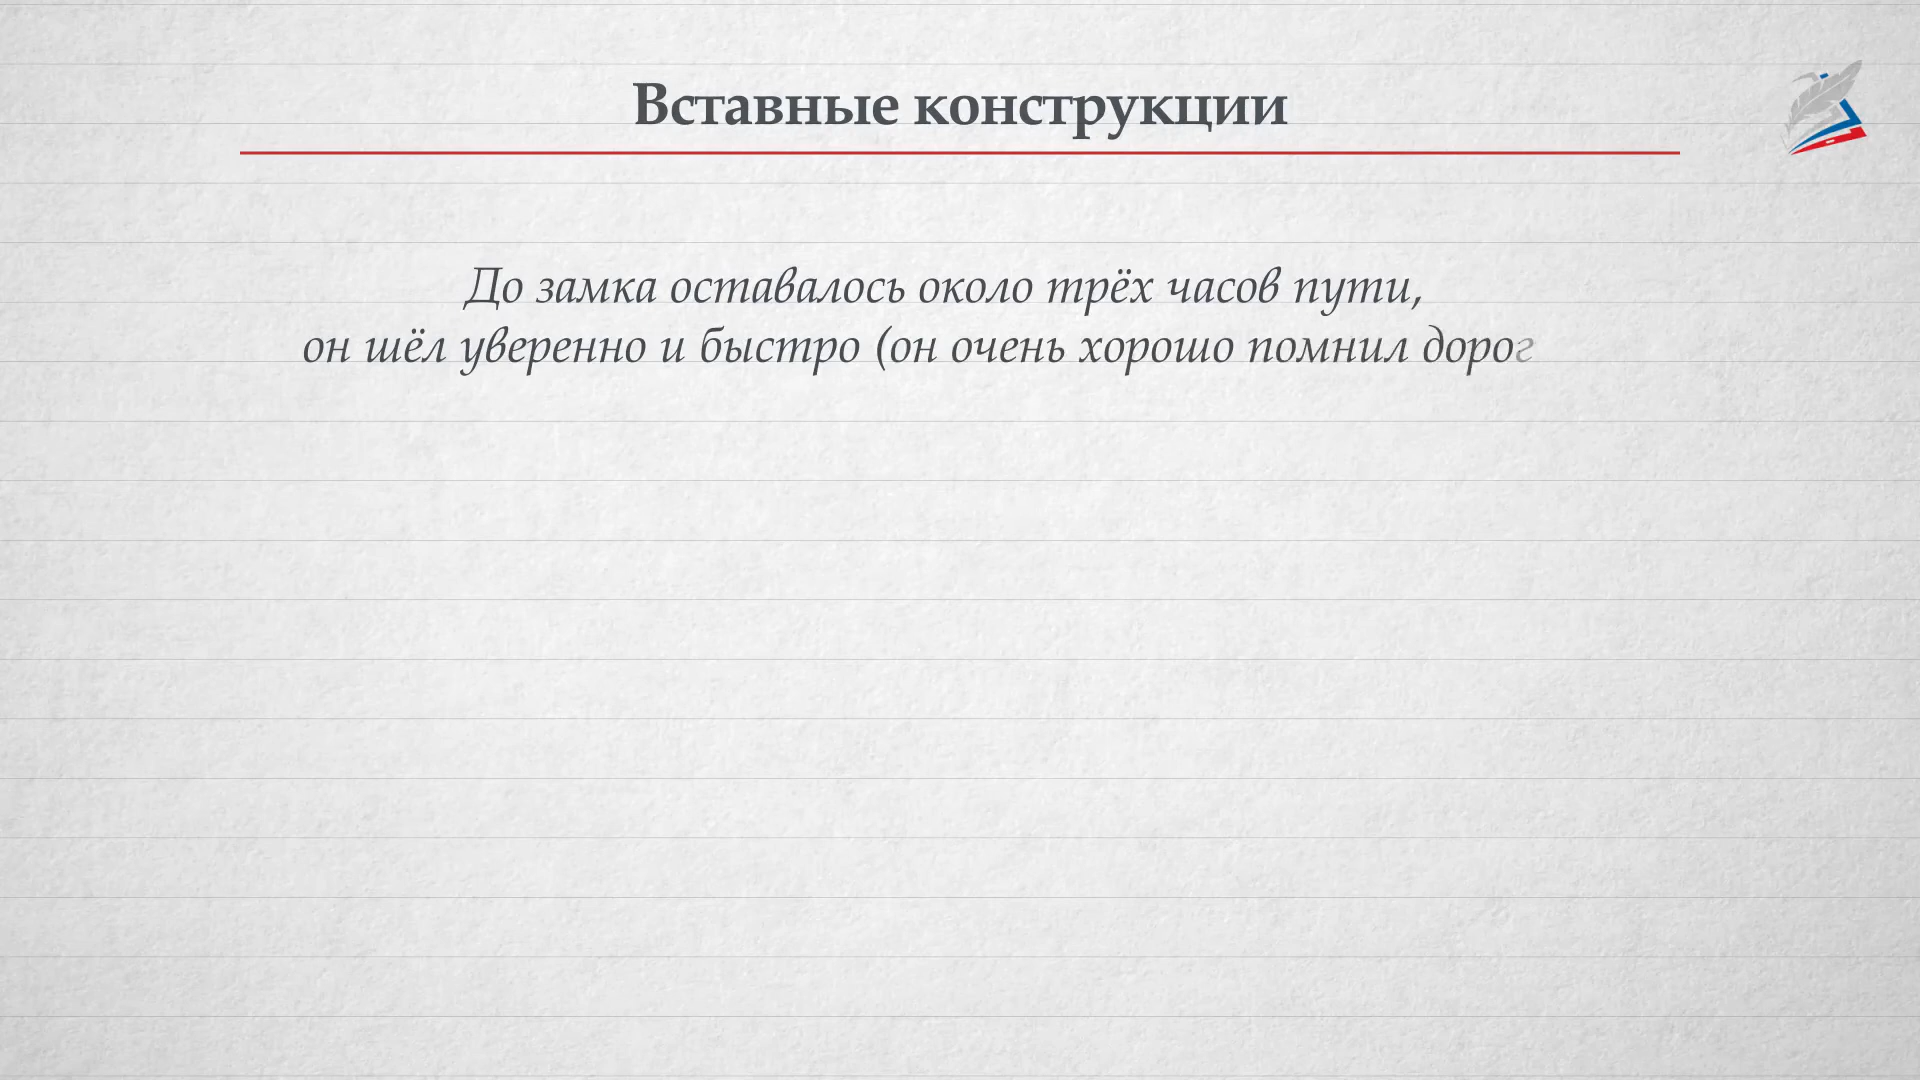 Вставные конструкции
До замка оставалось около трёх часов пути,
он шёл уверенно и быстро (он очень хорошо помнил дорог